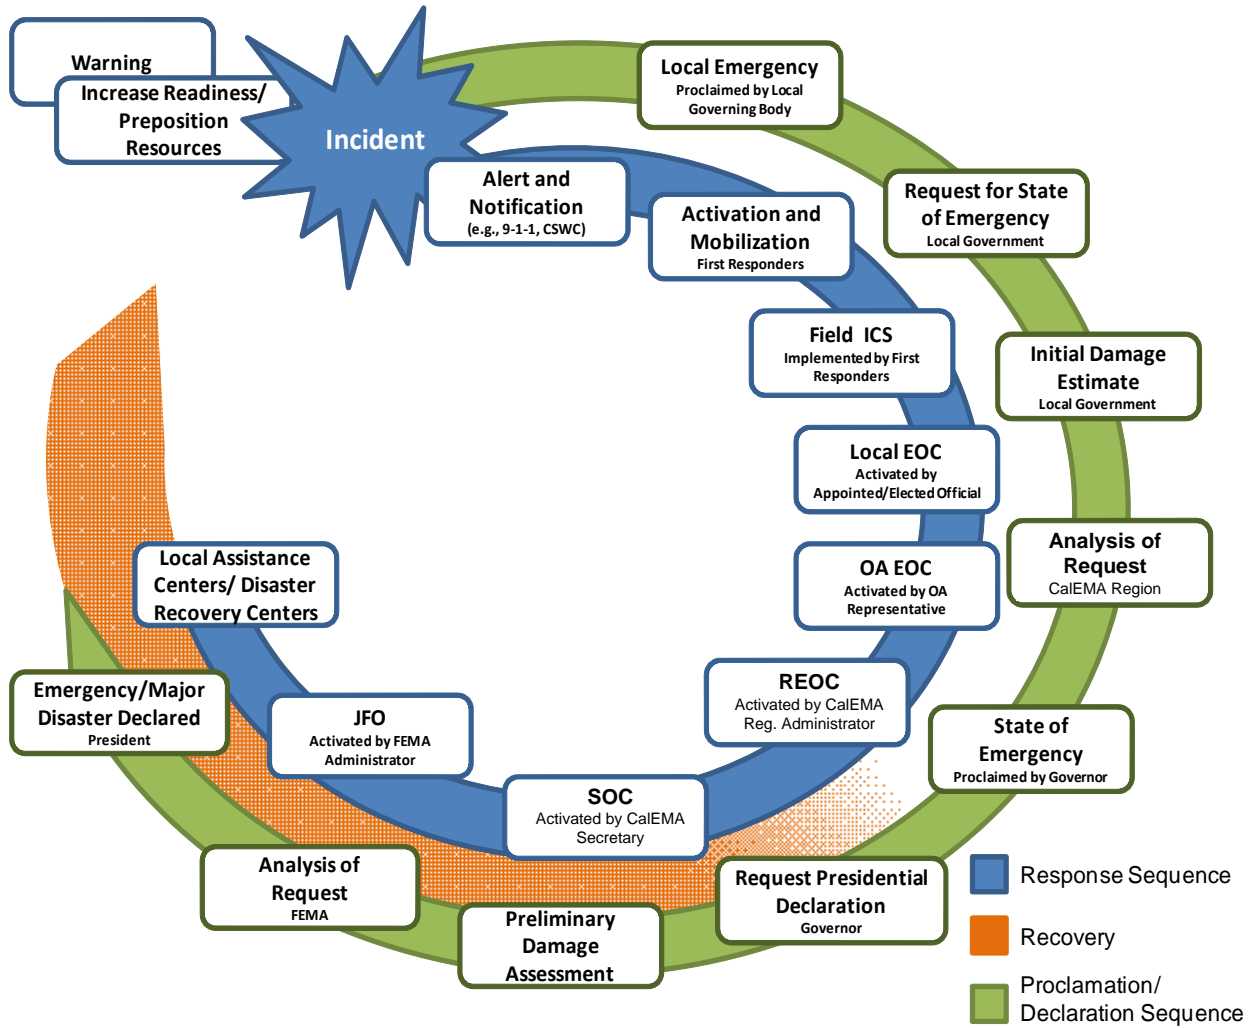 Warning
Increase Readiness/
Preposition
Resources
Incident
Local Emergency
Proclaimed by Local
Governing Body
Alert and
Notification
(e.g., 9-1-1, CSWC)
Activation and
Mobilization
First Responders
Request for State
of Emergency
Local Government
Field ICS
Implemented by First
Responders
Initial Damage
Estimate
Local Government
Local EOC
Activated by
Appointed/Elected Official
Analysis of
Request
CalEMA Region
OA EOC
Activated by OA
Representative
Local Assistance
Centers/ Disaster
Recovery Centers
REOC
Activated by CalEMA
Reg. Administrator
State of
Emergency
Proclaimed by Governor
Emergency/Major
Disaster Declared
President
JFO
Activated by FEMA
Administrator
SOC
Activated by CalEMA
Secretary
Analysis of
Request
FEMA
Preliminary
Damage
Assessment
Request Presidential
Declaration
Governor
Response Sequence
Recovery
Proclamation/
Declaration Sequence